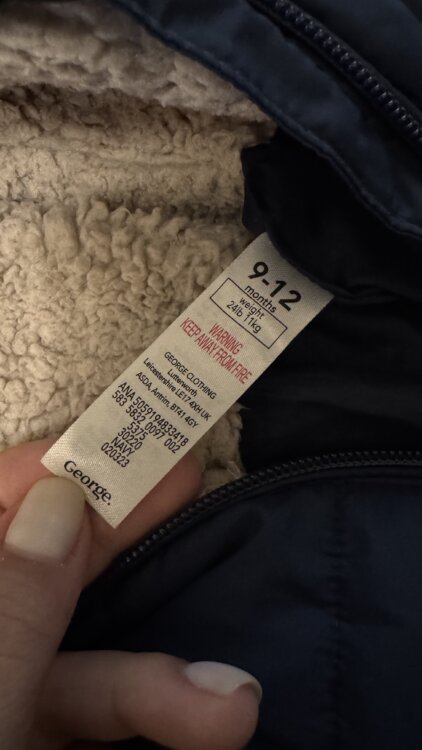 9-12
months
weight
24lb 11kg
WARNING
KEEP AWAY FROM FIRE
GEORGE CLOTHING
Lutterworth
Leicestershire LE17 4XH UK
ASDA, Antrim, BT41 4GY
ANA 5059194833418
583 5832 0097 002
5375
30220
NAVY
020323
George.